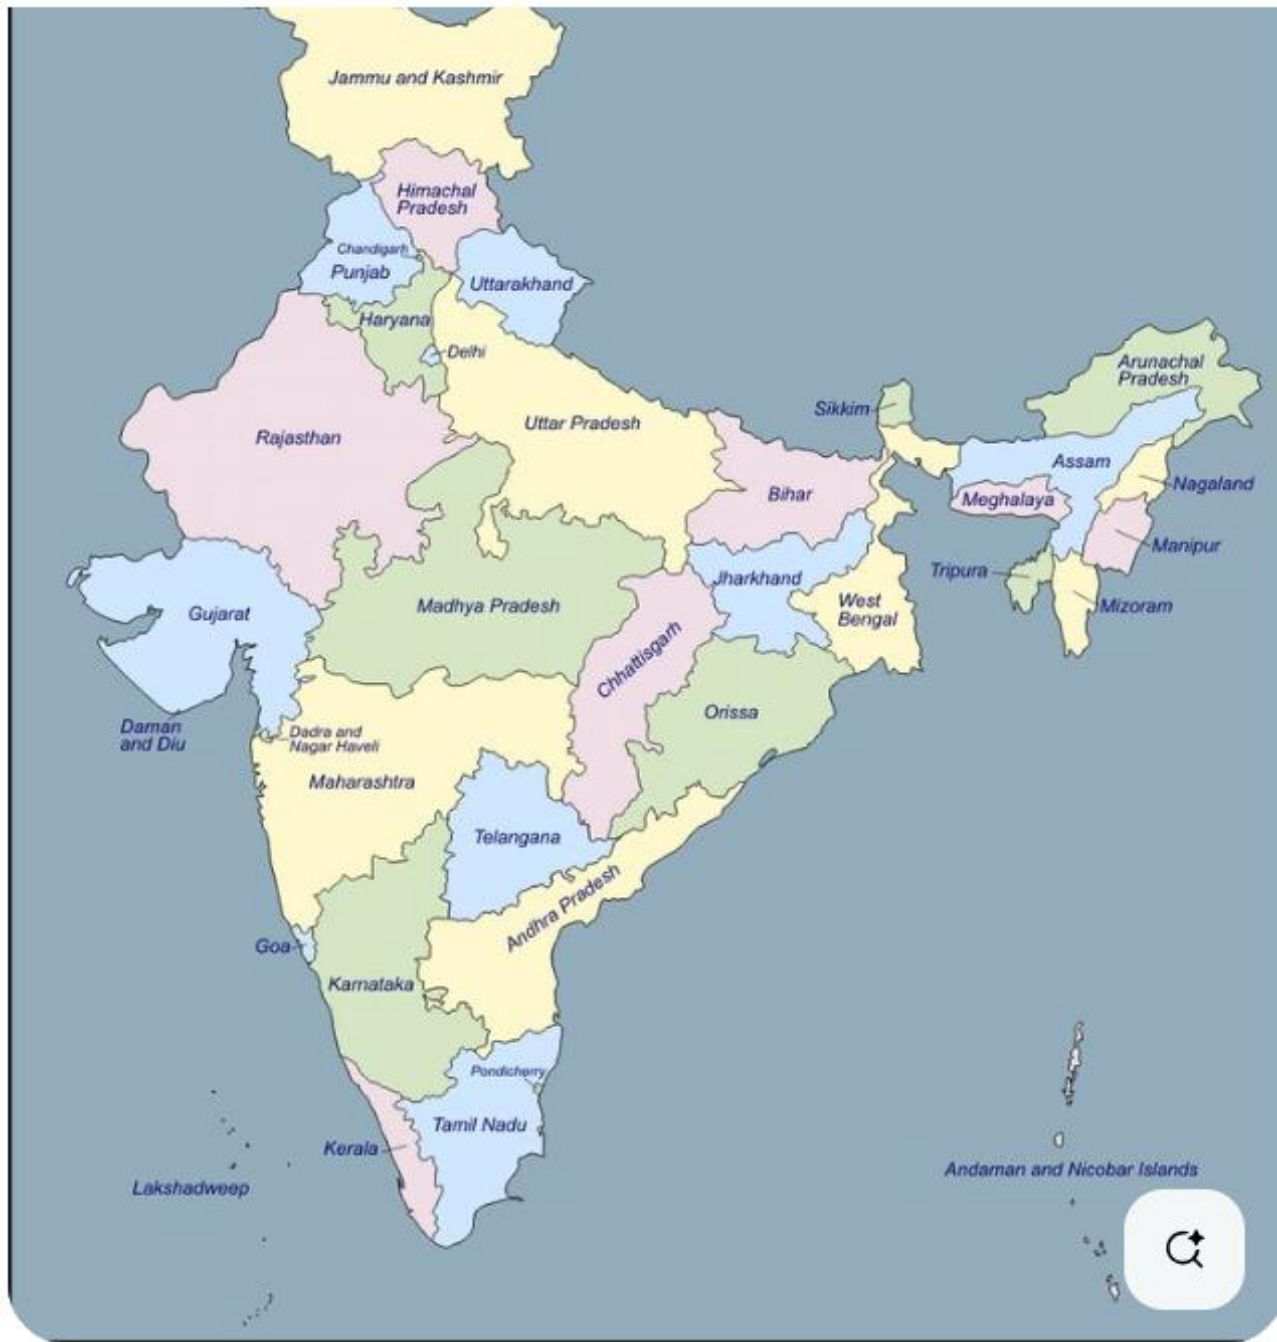 Jammu and Kashmir
Himachal
Pradesh
Chandigarh
Punjab
Uttarakhand
Haryana
Delhi
Arunachal
Pradesh
Sikkim
Uttar Pradesh
Rajasthan
Assam
Nagaland
Bihar
Meghalaya
Manipur
Tripura
Jharkhand
Mizoram
Madhya Pradesh
West
Bengal
Gujarat
Chhattisgarh
Orissa
Daman
and Diu
Dadra and
Nagar Haveli
Maharashtra
Telangana
Andhra Pradesh
Goa
Karnataka
Pondicherry
Tamil Nadu
Kerala
Andaman and Nicobar Islands
Lakshadweep